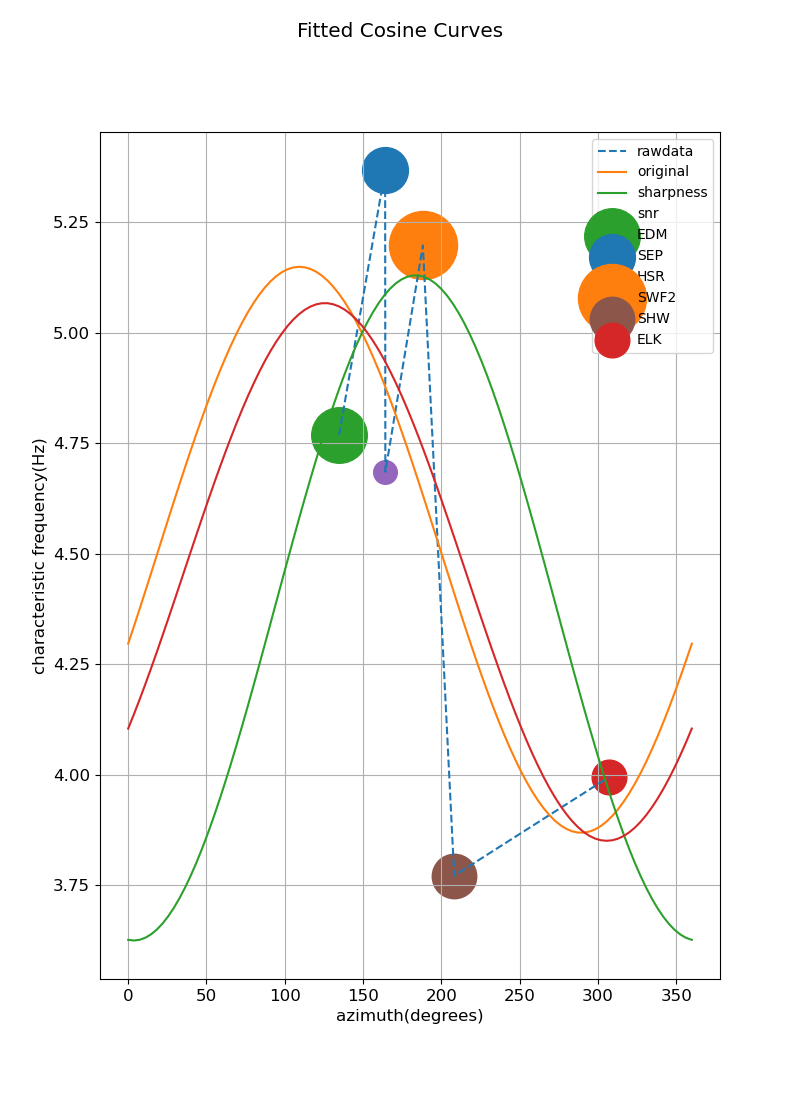 Fitted Cosine Curves
rawdata
original
sharpness
snr
EDM
SEP
HSR
SWF2
SHW
ELK
5.25
5.00
4.75
4.50
4.25
4.00
3.75
characteristic frequency(Hz)
0 50 100 150 200 250 300 350
azimuth(degrees)